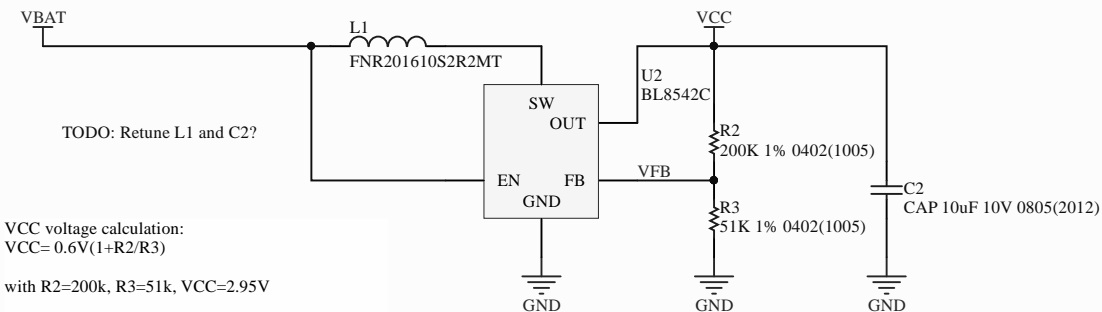 VBAT
VCC
L1
FNR201610S2R2MT
U2
BL8542C
SW
OUT
TODO: Retune L1 and C2?
R2
200K 1% 0402(1005)
EN
FB
VFB
GND
C2
CAP 10uF 10V 0805(2012)
R3
51K 1% 0402(1005)
VCC voltage calculation:
VCC= 0.6V(1+R2/R3)
with R2=200k, R3=51k, VCC=2.95V
GND
GND
GND